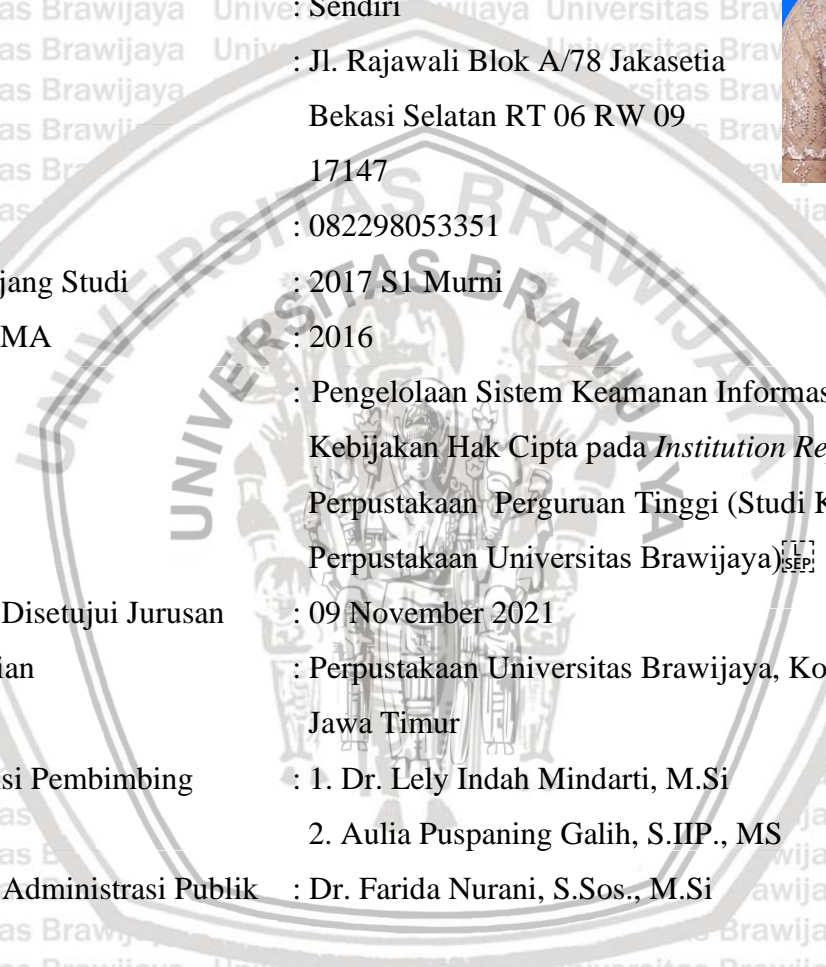 : Sendiri
: Jl. Rajawali Blok A/78 Jakasetia
Bekasi Selatan RT 06 RW 09
17147
: 082298053351
jang Studi : 2017 S1 Murni
MA : 2016
: Pengelolaan Sistem Keamanan Informas
Kebijakan Hak Cipta pada Institution Re
Perpustakaan Perguruan Tinggi (Studi K
Perpustakaan Universitas Brawijaya)
Disetujui Jurusan : 09 November 2021
ian : Perpustakaan Universitas Brawijaya, Ko
Jawa Timur
si Pembimbing : 1. Dr. Lely Indah Mindarti, M.Si
2. Aulia Puspaning Galih, S.IIP., MS
Administrasi Publik : Dr. Farida Nurani, S.Sos., M.Si
UNIVERSITAS BRAWIJAYA